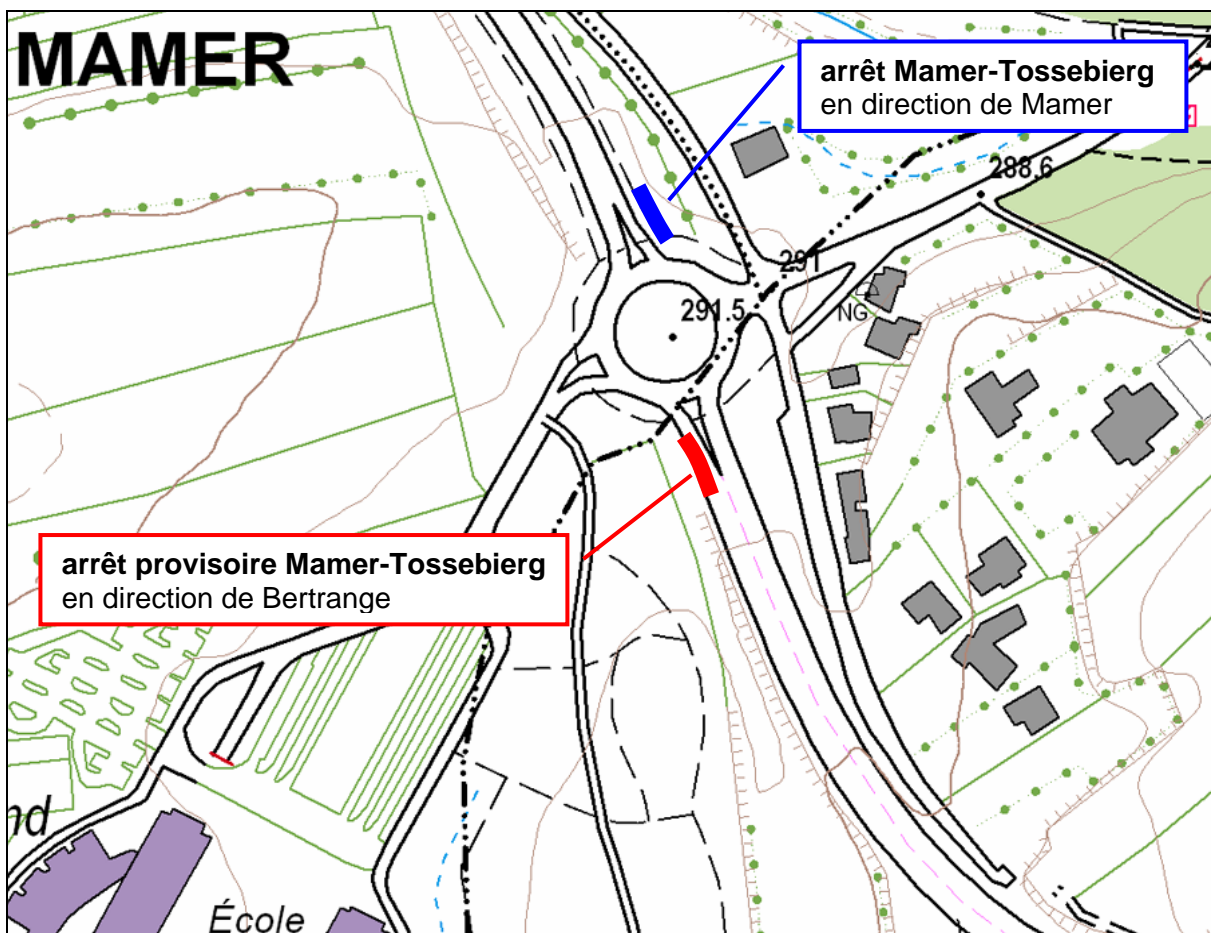 MAMER
arrêt Mamer-Tossebierg
en direction de Mamer
288.6
291
291.5
NG
arrêt provisoire Mamer-Tossebierg
en direction de Bertrange
nd
École